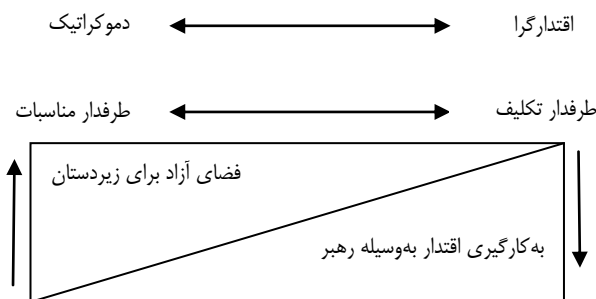 اقتدارگرا دموکراتیک
طرفدار تکلیف طرفدار مناسبات
فضای آزاد برای زیردستان
به‌کارگیری اقتدار به‌وسیله رهبر